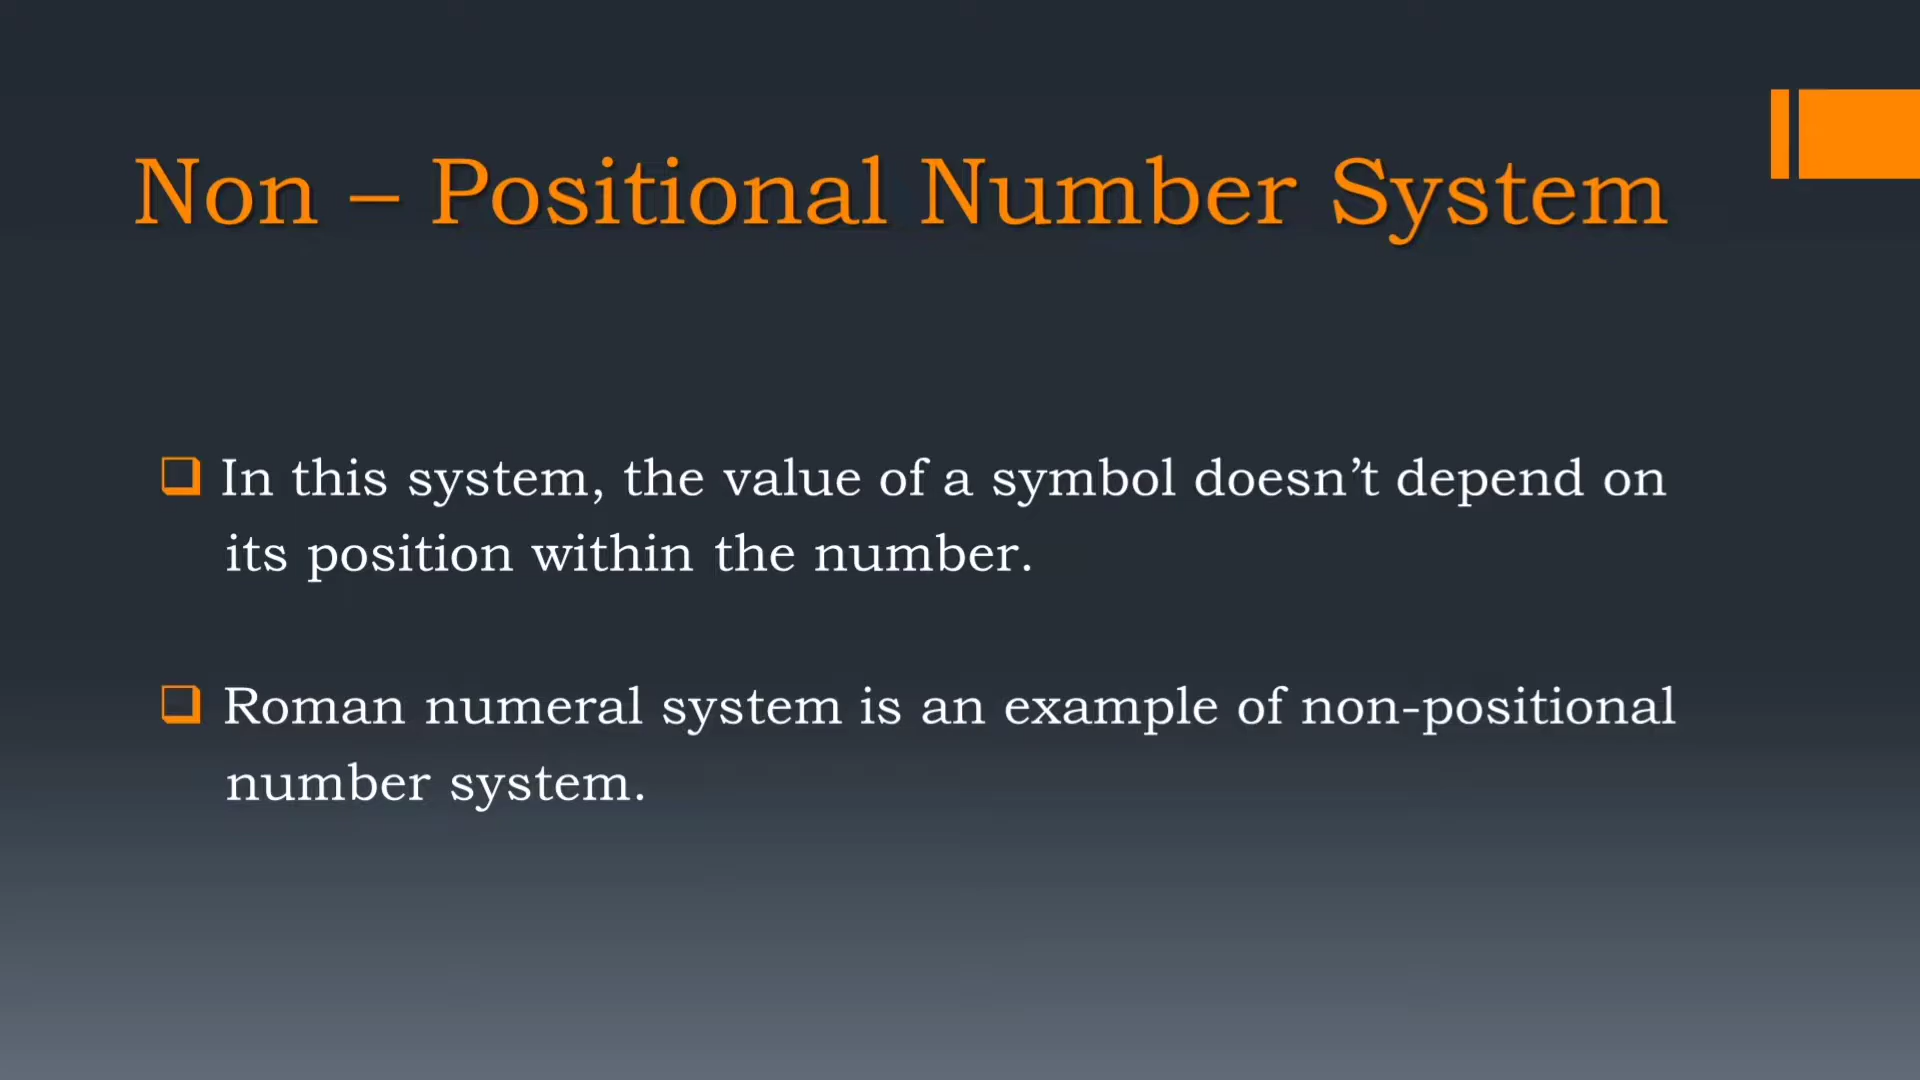 Non – Positional Number System
In this system, the value of a symbol doesn’t depend on
its position within the number.
Roman numeral system is an example of non-positional
number system.